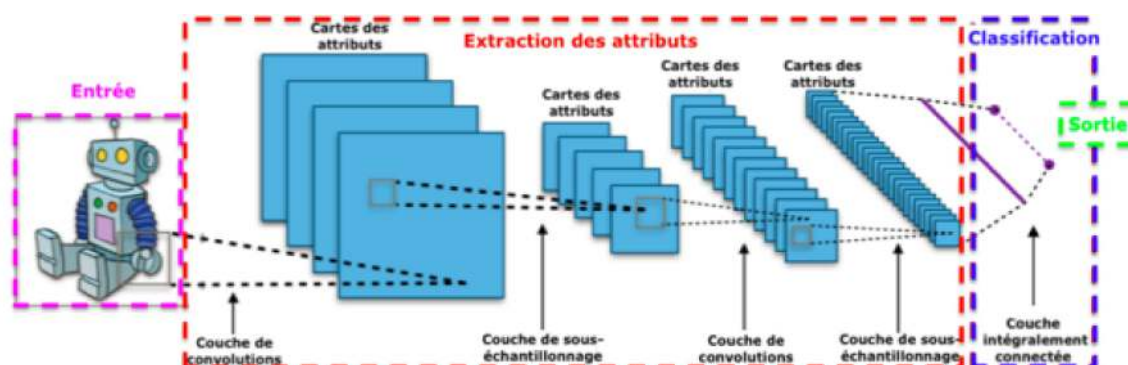 Entrée
Extraction des attributs
Classification
Sortie
Cartes des
attributs
Cartes des
attributs
Cartes des
attributs
Cartes des
attributs
Couche de
convolutions
Couche de sous-
échantillonnage
Couche de
convolutions
Couche de sous-
échantillonnage
Couche
intégralement
connectée